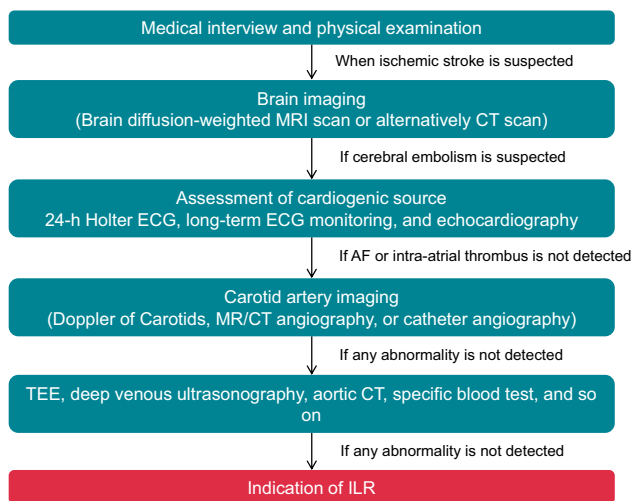 Medical interview and physical examination
When ischemic stroke is suspected
Brain imaging
(Brain diffusion-weighted MRI scan or alternatively CT scan)
If cerebral embolism is suspected
Assessment of cardiogenic source
24-h Holter ECG, long-term ECG monitoring, and echocardiography
If AF or intra-atrial thrombus is not detected
Carotid artery imaging
(Doppler of Carotids, MR/CT angiography, or catheter angiography)
If any abnormality is not detected
TEE, deep venous ultrasonography, aortic CT, specific blood test, and so
on
If any abnormality is not detected
Indication of ILR